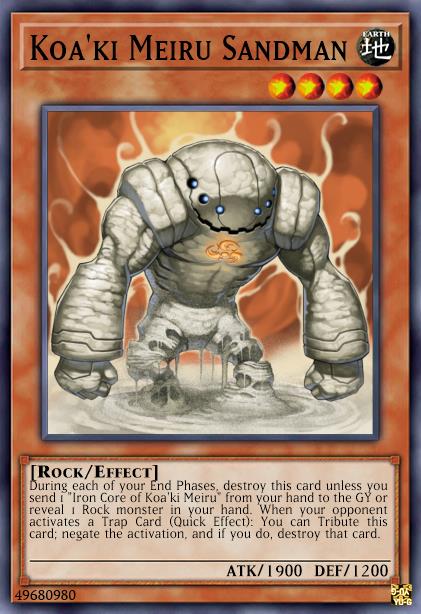 Koa'ki Meiru Sandman
EARTH
地
[Rock/Effect]
During each of your End Phases, destroy this card unless you
send 1 "Iron Core of Koa'ki Meiru" from your hand to the GY or
reveal 1 Rock monster in your hand. When your opponent
activates a Trap Card (Quick Effect): You can Tribute this
card; negate the activation, and if you do, destroy that card.
ATK/1900 DEF/1200
49680980